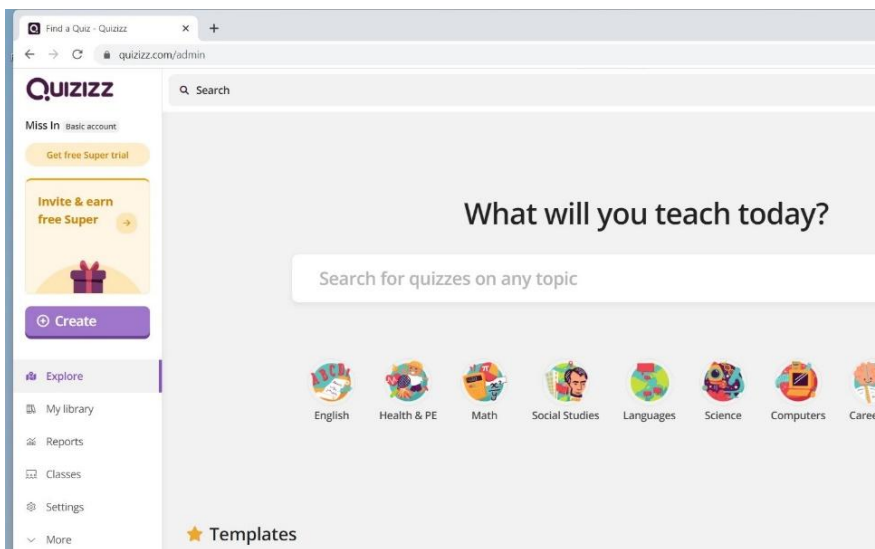 Find a Quiz - Quizizz
quizizz.com/admin
QUIZIZZ
Search
Miss In Basic account
Get free Super trial
Invite & earn
free Super
What will you teach today?
Search for quizzes on any topic
Create
Explore
My library
Reports
Classes
Settings
More
English
Health & PE
Math
Social Studies
Languages
Science
Computers
Templates